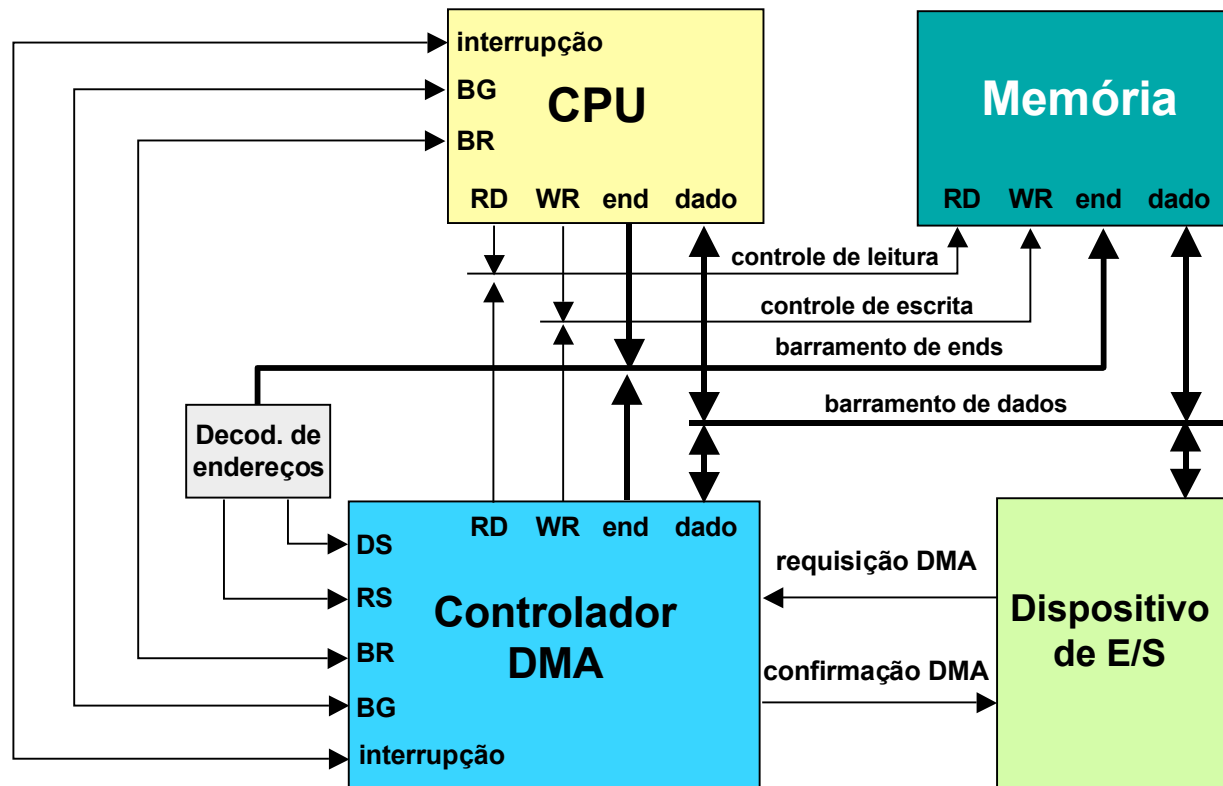 interrupção
BG
BR
CPU
RD WR end dado
Memória
RD WR end dado
controle de leitura
controle de escrita
barramento de ends
barramento de dados
Decod. de
endereços
RD WR end dado
DS
RS
BR
BG
interrupção
Controlador
DMA
requisição DMA
confirmação DMA
Dispositivo
de E/S